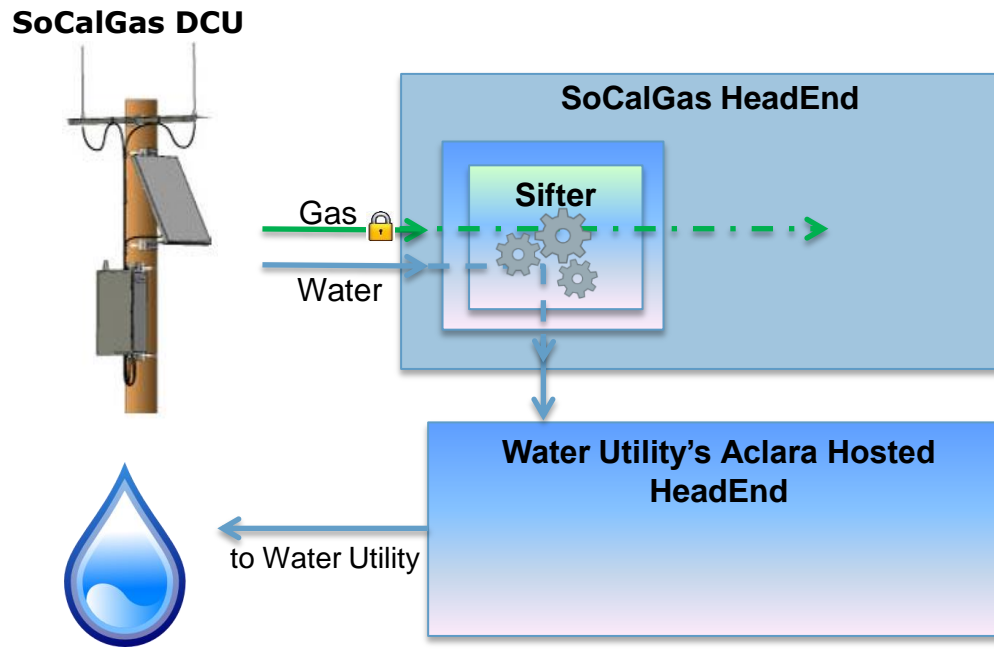 SoCalGas DCU
SoCalGas HeadEnd
Sifter
Gas
Water
Water Utility’s Aclara Hosted
HeadEnd
to Water Utility